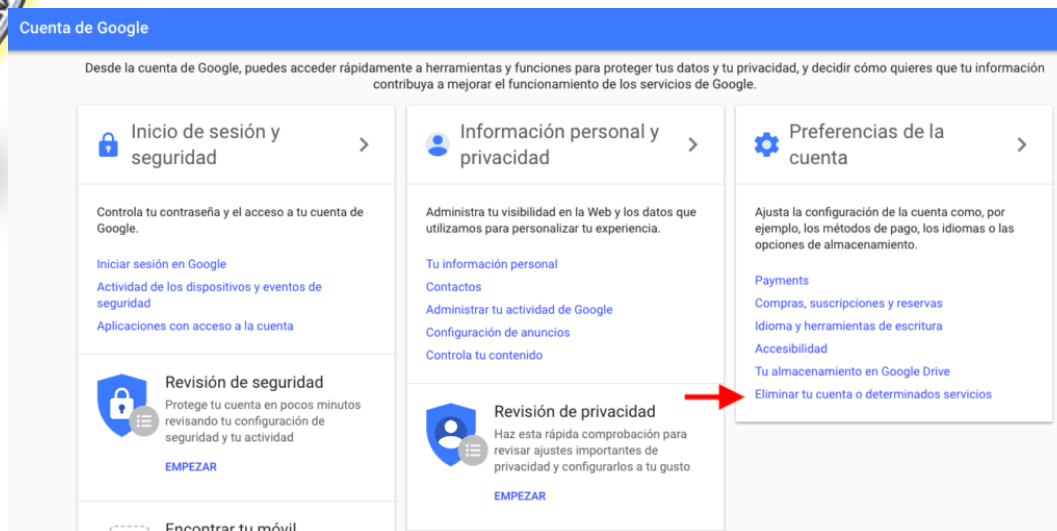 Cuenta de Google
Desde la cuenta de Google, puedes acceder rápidamente a herramientas y funciones para proteger tus datos y tu privacidad, y decidir cómo quieres que tu información
contribuya a mejorar el funcionamiento de los servicios de Google.
Inicio de sesión y
seguridad
Controla tu contraseña y el acceso a tu cuenta de
Google.
Iniciar sesión en Google
Actividad de los dispositivos y eventos de
seguridad
Aplicaciones con acceso a la cuenta
Revisión de seguridad
Protege tu cuenta en pocos minutos
revisando tu configuración de
seguridad y tu actividad
EMPEZAR
Encontrar tu móvil
Información personal y
privacidad
Administra tu visibilidad en la Web y los datos que
utilizamos para personalizar tu experiencia.
Tu información personal
Contactos
Administrar tu actividad de Google
Configuración de anuncios
Controla tu contenido
Revisión de privacidad
Haz esta rápida comprobación para
revisar ajustes importantes de
privacidad y configurarlos a tu gusto
EMPEZAR
Preferencias de la
cuenta
Ajusta la configuración de la cuenta como, por
ejemplo, los métodos de pago, los idiomas o las
opciones de almacenamiento.
Payments
Compras, suscripciones y reservas
Idioma y herramientas de escritura
Accesibilidad
Tu almacenamiento en Google Drive
Eliminar tu cuenta o determinados servicios